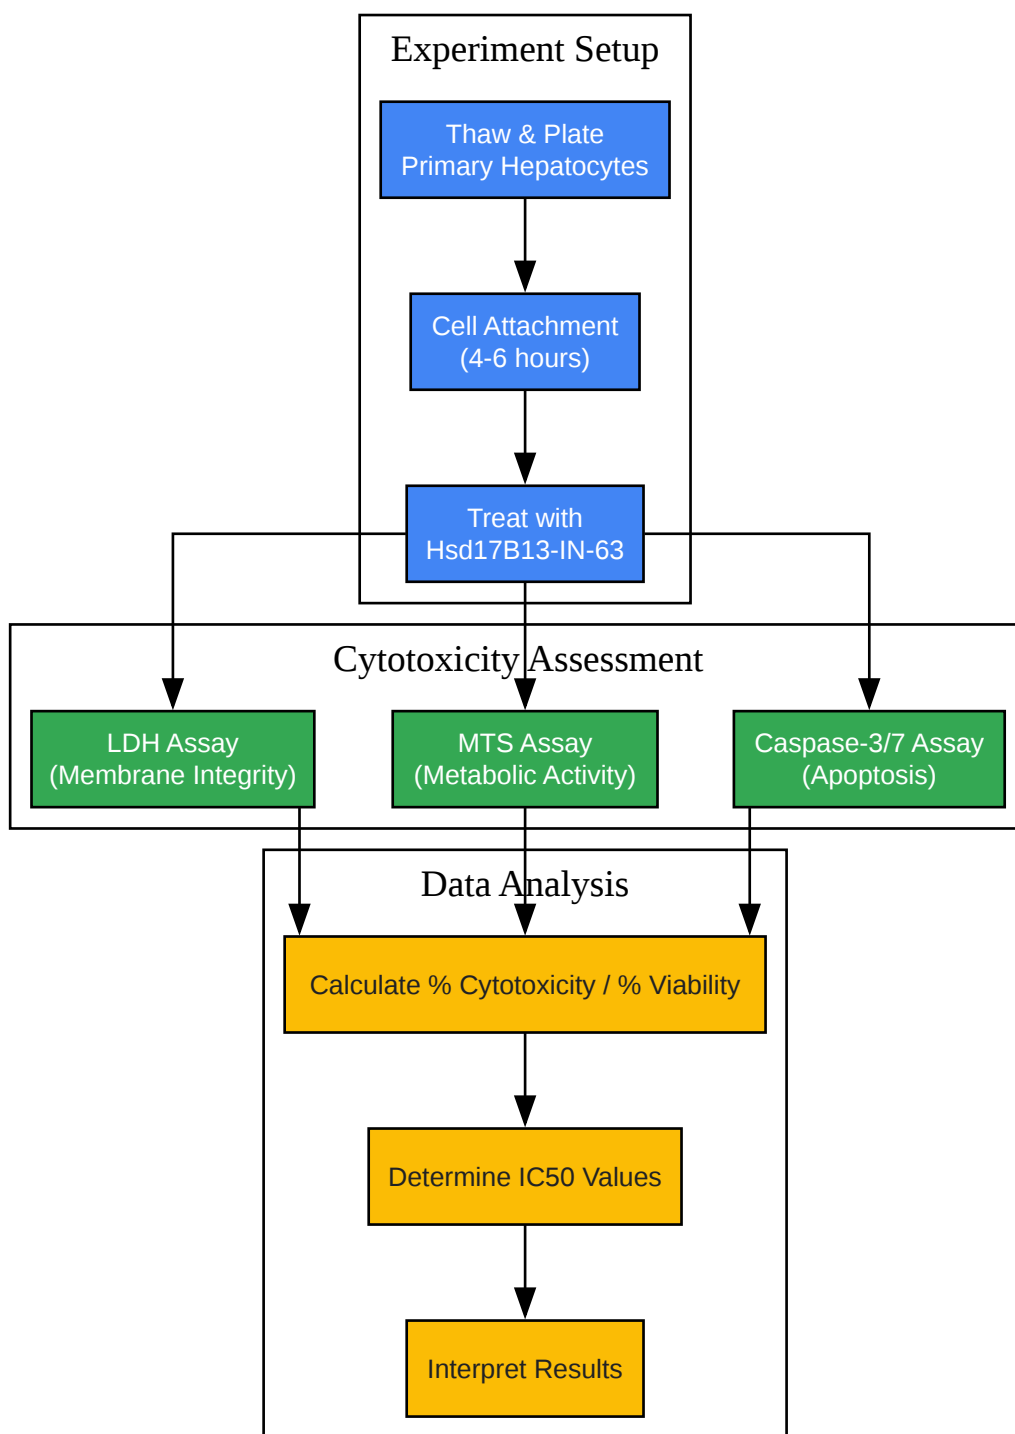 Experiment Setup
Thaw & Plate
Primary Hepatocytes
Cell Attachment
(4-6 hours)
Treat with
Hsd17B13-IN-63
Cytotoxicity Assessment
LDH Assay
(Membrane Integrity)
MTS Assay
(Metabolic Activity)
Caspase-3/7 Assay
(Apoptosis)
Data Analysis
Calculate % Cytotoxicity / % Viability
Determine IC50 Values
Interpret Results